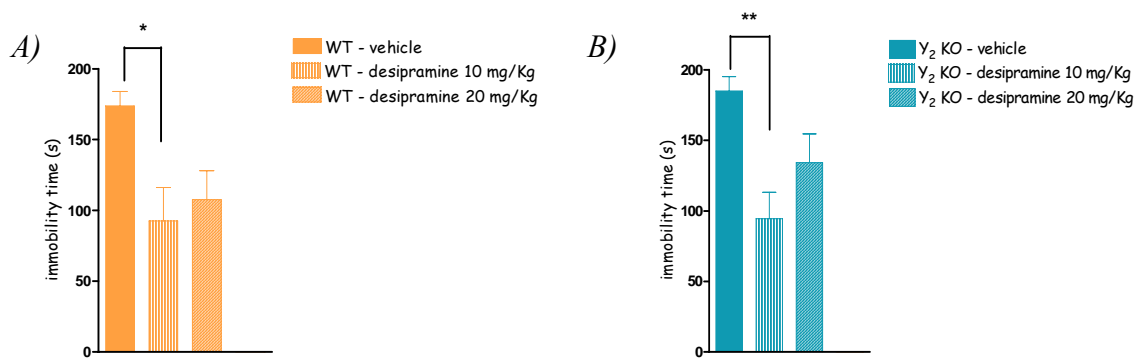 A)
*
WT - vehicle
WT - desipramine 10 mg/Kg
WT - desipramine 20 mg/Kg
immobility time (s)
200
150
100
50
0
B)
**
Y₂ KO - vehicle
Y₂ KO - desipramine 10 mg/Kg
Y₂ KO - desipramine 20 mg/Kg
immobility time (s)
200
150
100
50
0